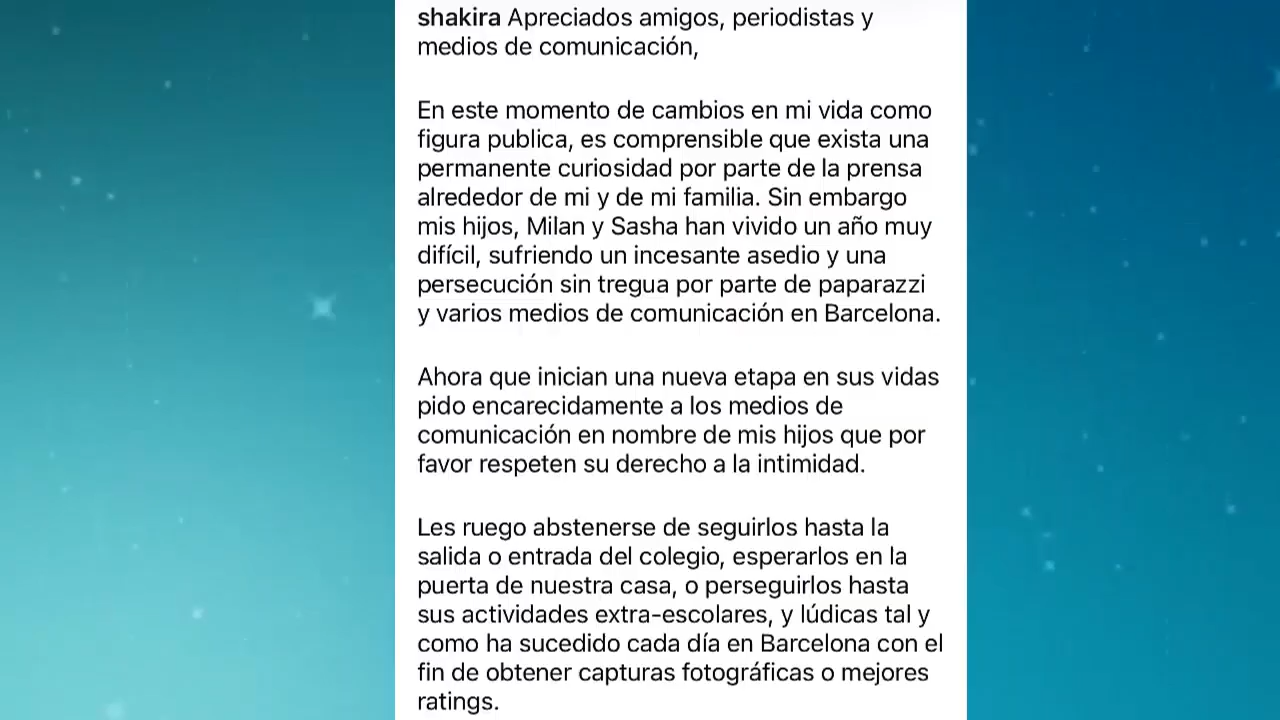 shakira Apreciados amigos, periodistas y
medios de comunicación,
En este momento de cambios en mi vida como
figura publica, es comprensible que exista una
permanente curiosidad por parte de la prensa
alrededor de mi y de mi familia. Sin embargo
mis hijos, Milan y Sasha han vivido un año muy
difícil, sufriendo un incesante asedio y una
persecución sin tregua por parte de paparazzi
y varios medios de comunicación en Barcelona.
Ahora que inician una nueva etapa en sus vidas
pido encarecidamente a los medios de
comunicación en nombre de mis hijos que por
favor respeten su derecho a la intimidad.
Les ruego abstenerse de seguirlos hasta la
salida o entrada del colegio, esperarlos en la
puerta de nuestra casa, o perseguirlos hasta
sus actividades extra-escolares, y lúdicas tal y
como ha sucedido cada día en Barcelona con el
fin de obtener capturas fotográficas o mejores
ratings.